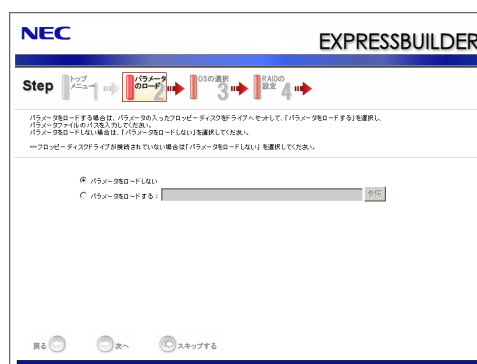 NEC
EXPRESSBUILDER
Step
トップ
メニュー
1
パラメータ
のロード
2
OSの選択
3
RAIDの
設定
4
パラメータをロードする場合は、パラメータの入ったフロッピーディスクをドライブへセットして、「パラメータをロードする」を選択し、
パラメータファイルのパスを入力してください。
パラメータをロードしない場合は、「パラメータをロードしない」を選択してください。
***フロッピーディスクドライブが接続されていない場合は「パラメータをロードしない」を選択してください。
パラメータをロードしない
パラメータをロードする：
参照
戻る
次へ
スキップする